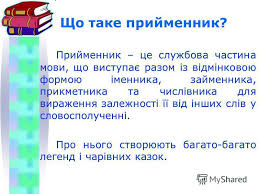 Що таке прийменник?
Прийменник – це службова частина
мови, що виступає разом із відмінковою
формою іменника, займенника,
прикметника та числівника для
вираження залежності її від інших слів у
словосполученні.
Про нього створюють багато-багато
легенд і чарівних казок.
MyShared